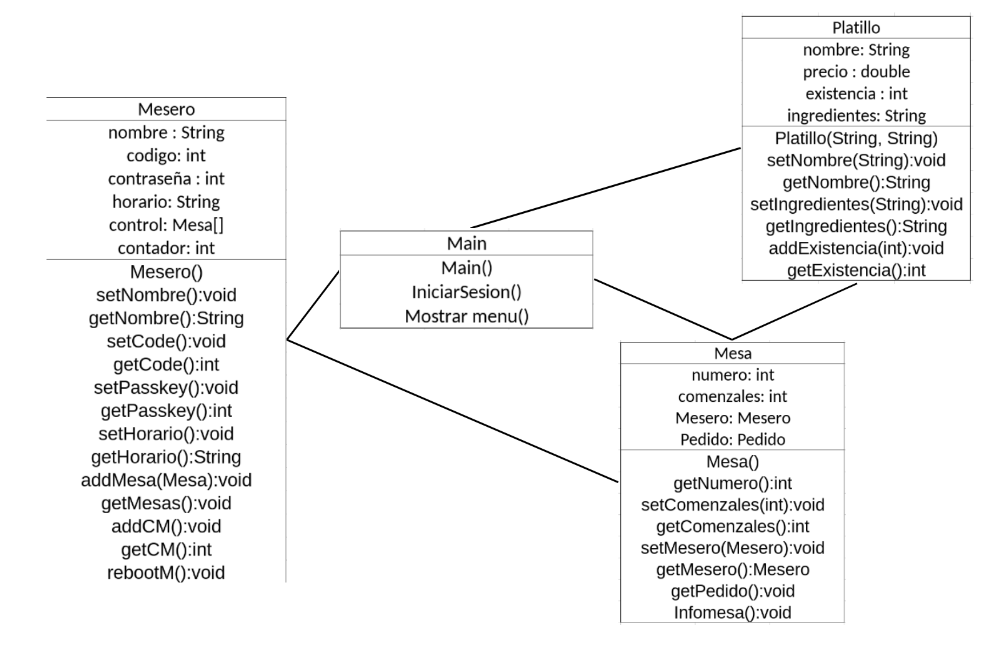 Platillo
nombre: String
precio : double
existencia : int
ingredientes: String
Platillo(String, String)
setNombre(String):void
getNombre():String
setIngredientes(String):void
getIngredientes():String
addExistencia(int):void
getExistencia():int
Mesero
nombre : String
codigo: int
contraseña : int
horario: String
control: Mesa[]
contador: int
Mesero()
setNombre():void
getNombre():String
setCode():void
getCode():int
setPasskey():void
getPasskey():int
setHorario():void
getHorario():String
addMesa(Mesa):void
getMesas():void
addCM():void
getCM():int
rebootM():void
Main
Main()
IniciarSesion()
Mostrar menu()
Mesa
numero: int
comenzales: int
Mesero: Mesero
Pedido: Pedido
Mesa()
getNumero():int
setComenzales(int):void
getComenzales():int
setMesero(Mesero):void
getMesero():Mesero
getPedido():void
Infomesa():void